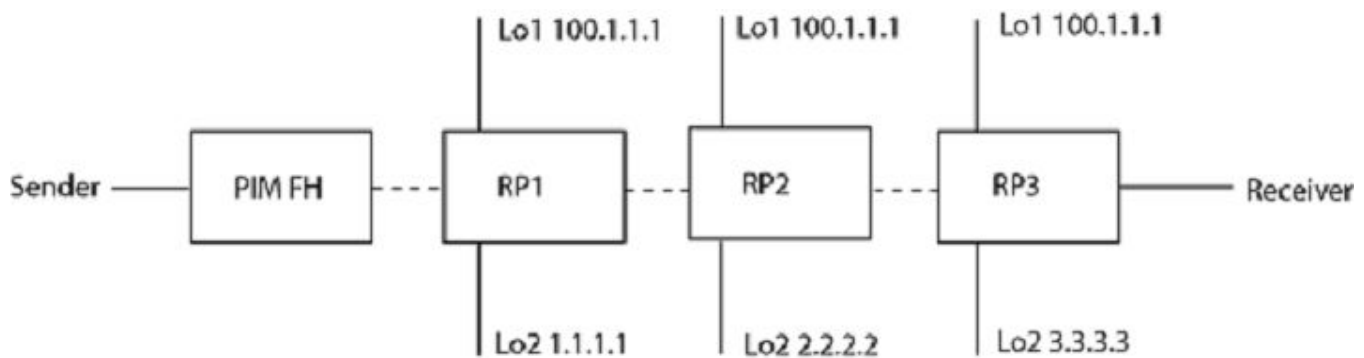 Lo1 100.1.1.1
Lo1 100.1.1.1
Lo1 100.1.1.1
Sender
PIM FH
RP1
RP2
RP3
Receiver
Lo2 1.1.1.1
Lo2 2.2.2.2
Lo2 3.3.3.3